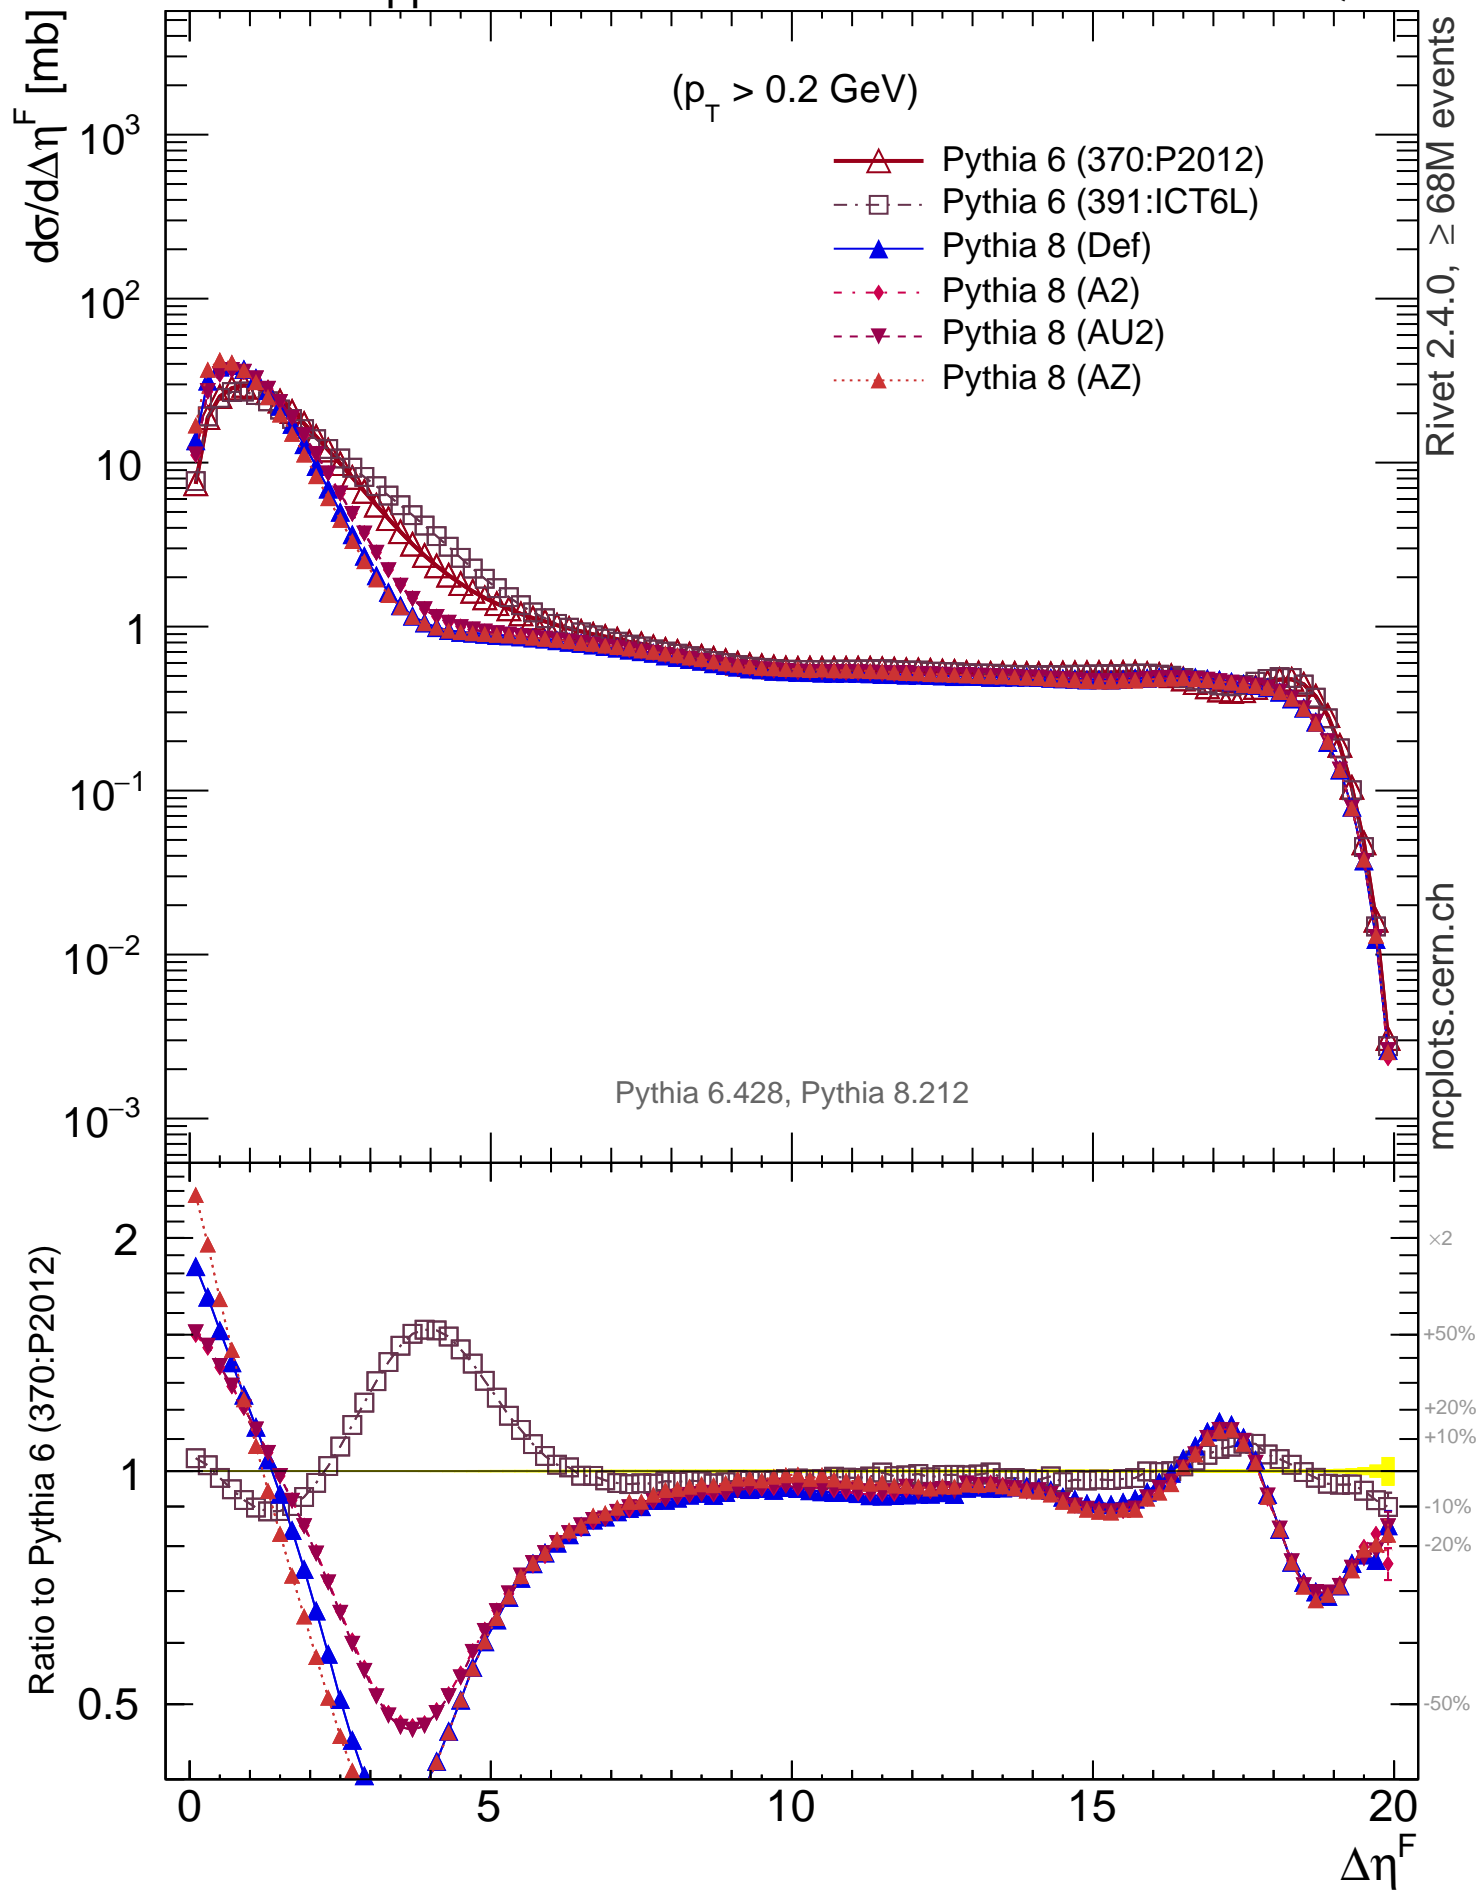 dσ/dΔη^F [mb]
(p_T > 0.2 GeV)
Pythia 6 (370:P2012)
Pythia 6 (391:ICT6L)
Pythia 8 (Def)
Pythia 8 (A2)
Pythia 8 (AU2)
Pythia 8 (AZ)
10^3
10^2
10
1
10^−1
10^−2
10^−3
Pythia 6.428, Pythia 8.212
Rivet 2.4.0, ≥ 68M events
mcplots.cern.ch
Ratio to Pythia 6 (370:P2012)
2
1
0.5
×2
+50%
+20%
+10%
-10%
-20%
-50%
0 5 10 15 20
Δη^F